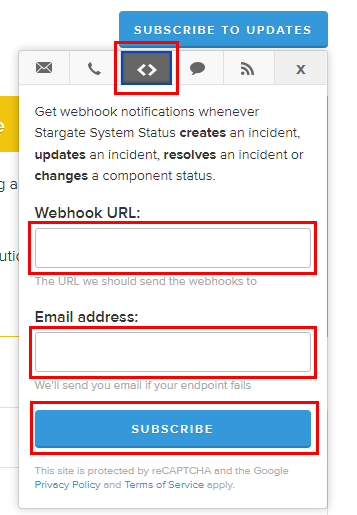 SUBSCRIBE TO UPDATES
x
Get webhook notifications whenever
Stargate System Status creates an incident,
updates an incident, resolves an incident or
changes a component status.
Webhook URL:
The URL we should send the webhooks to
Email address:
We'll send you email if your endpoint fails
SUBSCRIBE
This site is protected by reCAPTCHA and the Google
Privacy Policy and Terms of Service apply.